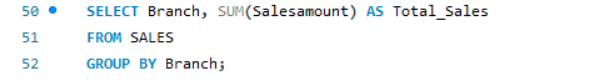 50 SELECT Branch, SUM(Salesamount) AS Total_Sales
51 FROM SALES
52 GROUP BY Branch;